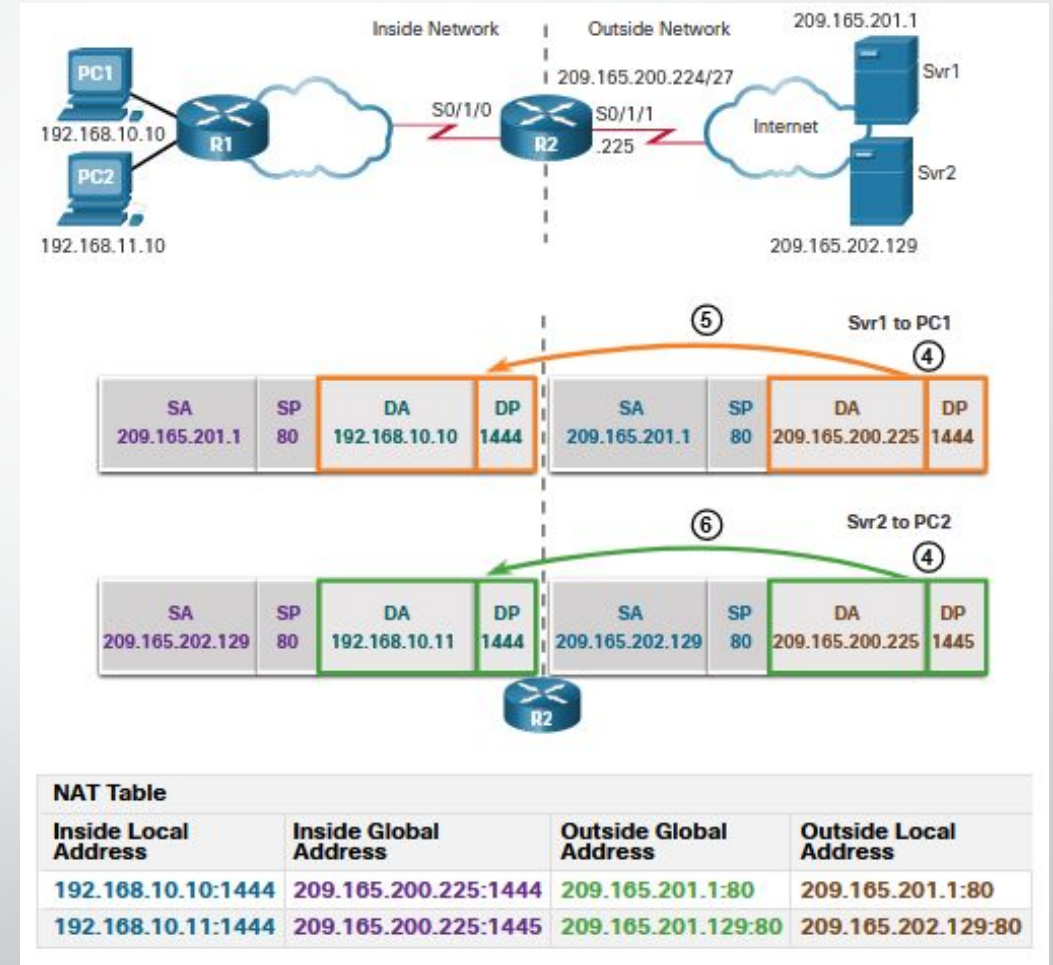 Inside Network
Outside Network
209.165.201.1
PC1
209.165.200.224/27
Svr1
S0/1/0
S0/1/1
192.168.10.10
R1
R2
.225
Internet
PC2
Svr2
192.168.11.10
209.165.202.129
5
Svr1 to PC1
4
SA SP DA DP SA SP DA DP
209.165.201.1 80 192.168.10.10 1444 209.165.201.1 80 209.165.200.225 1444
6
Svr2 to PC2
4
SA SP DA DP SA SP DA DP
209.165.202.129 80 192.168.10.11 1444 209.165.202.129 80 209.165.200.225 1445
R2
NAT Table
Inside Local Address Inside Global Address Outside Global Address Outside Local Address
192.168.10.10:1444 209.165.200.225:1444 209.165.201.1:80 209.165.201.1:80
192.168.10.11:1444 209.165.200.225:1445 209.165.201.129:80 209.165.202.129:80